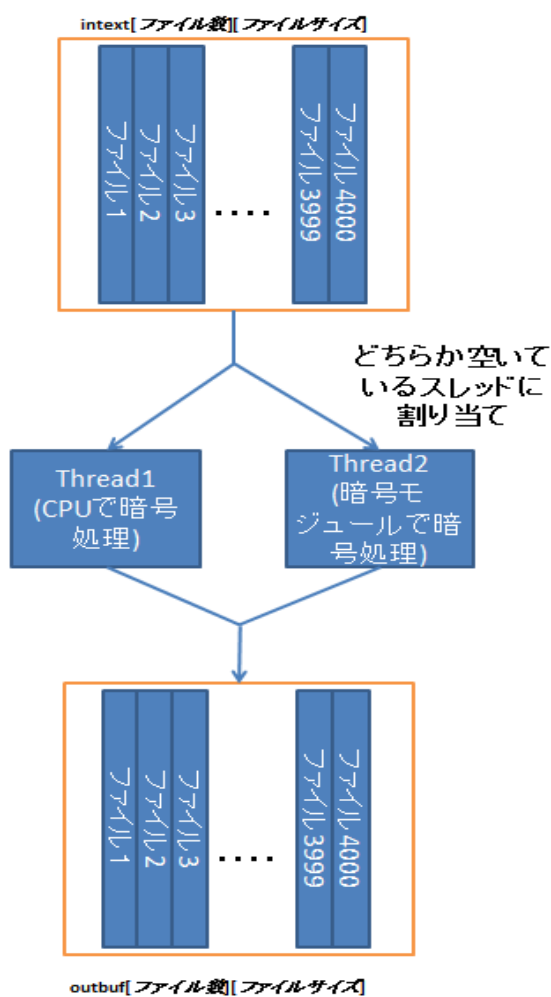 intext[ファイル数][ファイルサイズ]
ファイル1
ファイル2
ファイル3
....
ファイル3999
ファイル4000
どちらか空いて
いるスレッドに
割り当て
Thread1
(CPUで暗号
処理)
Thread2
(暗号モ
ジュールで暗
号処理)
ファイル1
ファイル2
ファイル3
....
ファイル3999
ファイル4000
outbuf[ファイル数][ファイルサイズ]